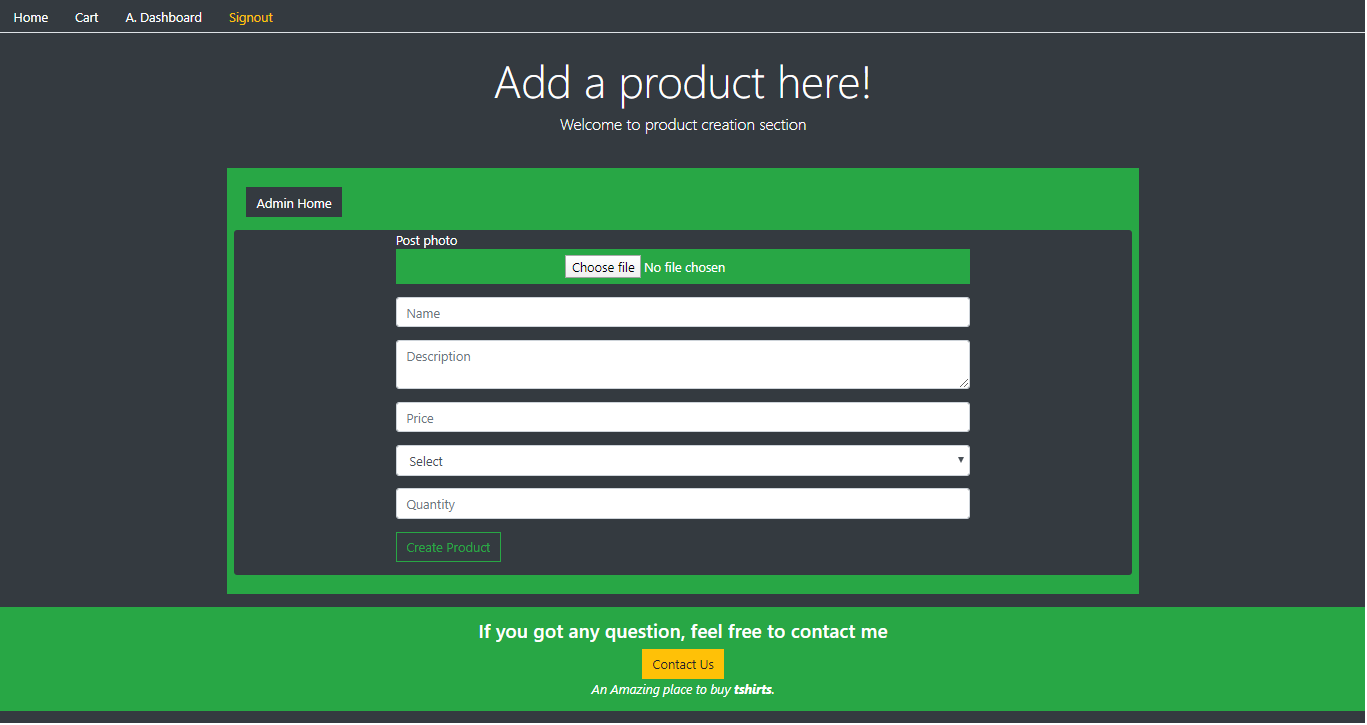 Home Cart A. Dashboard Signout
Add a product here!
Welcome to product creation section
Admin Home
Post photo
Choose file No file chosen
Name
Description
Price
Select
Quantity
Create Product
If you got any question, feel free to contact me
Contact Us
An Amazing place to buy tshirts.